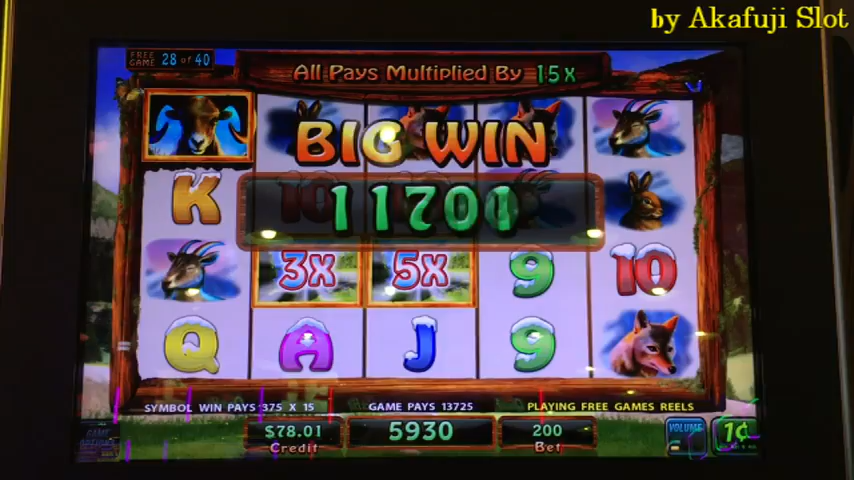 by Akafuji Slot
FREE GAME 28 of 40
All Pays Multiplied By 15X
BIG WIN
11701
K
10
3X 5X 9 10
Q A J 9
SYMBOL WIN PAYS 375 X 15
GAME PAYS 13725
PLAYING FREE GAMES REELS
$78.01
Credit
5930
200
Bet
VOLUME
1¢